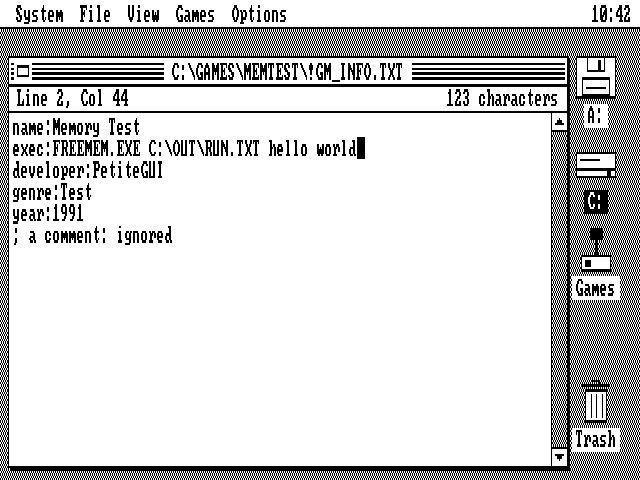 System File View Games Options 10:42
C:\GAMES\MEMTEST\!GM_INFO.TXT
Line 2, Col 44 123 characters
name:Memory Test
exec:FREEMEM.EXE C:\OUT\RUN.TXT hello world
developer:PetiteGUI
genre:Test
year:1991
; a comment: ignored
A:
C:
Games
Trash